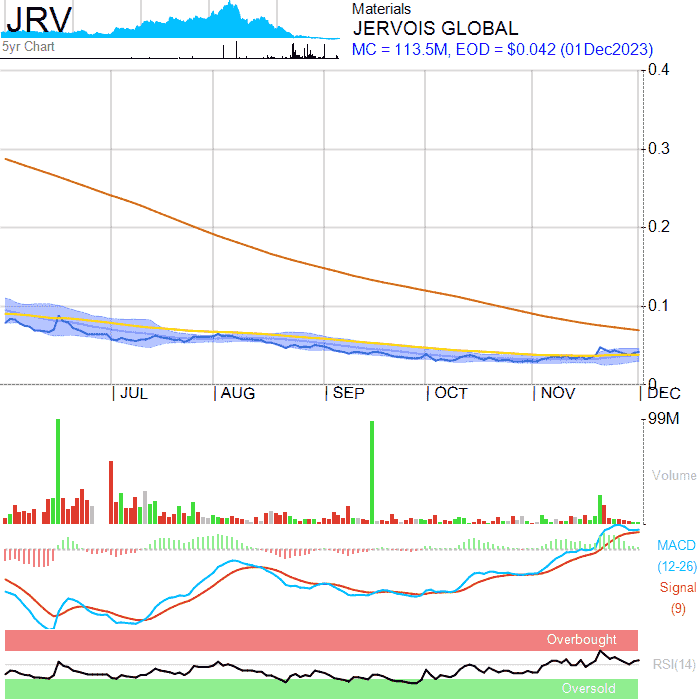 JRV
5yr Chart
Materials
JERVOIS GLOBAL
MC = 113.5M, EOD = $0.042 (01Dec2023)
0.4
0.3
0.2
0.1
0
JUL
AUG
SEP
OCT
NOV
DEC
99M
Volume
MACD
(12-26)
Signal
(9)
Overbought
RSI(14)
Oversold